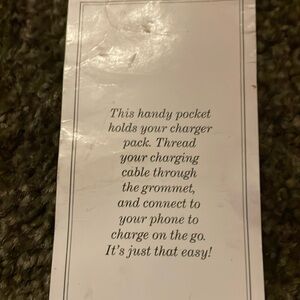 This handy pocket
holds your charger
pack. Thread
your charging
cable through
the grommet,
and connect to
your phone to
charge on the go.
It's just that easy!